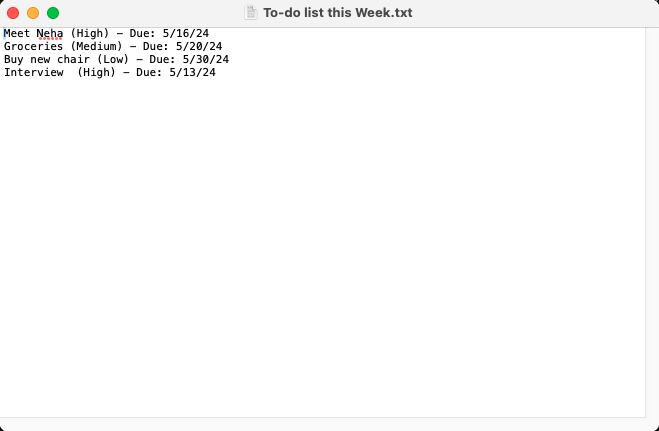 To-do list this Week.txt
Meet Neha (High) – Due: 5/16/24
Groceries (Medium) – Due: 5/20/24
Buy new chair (Low) – Due: 5/30/24
Interview  (High) – Due: 5/13/24